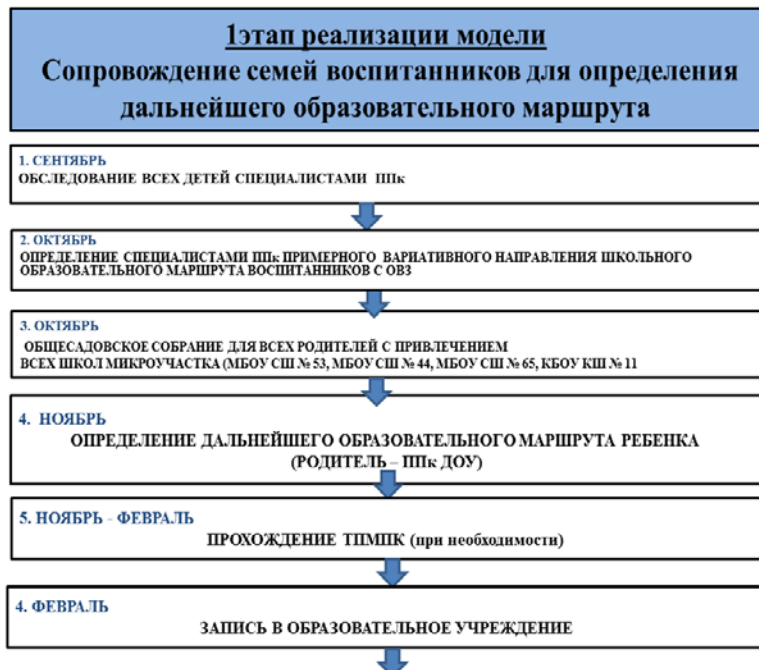 1этап реализации модели
Сопровождение семей воспитанников для определения
дальнейшего образовательного маршрута
1. СЕНТЯБРЬ
ОБСЛЕДОВАНИЕ ВСЕХ ДЕТЕЙ СПЕЦИАЛИСТАМИ ППк
2. ОКТЯБРЬ
ОПРЕДЕЛЕНИЕ СПЕЦИАЛИСТАМИ ППк ПРИМЕРНОГО ВАРИАТИВНОГО НАПРАВЛЕНИЯ ШКОЛЬНОГО
ОБРАЗОВАТЕЛЬНОГО МАРШРУТА ВОСПИТАННИКОВ С ОВЗ
3. ОКТЯБРЬ
ОБЩЕСАДОВСКОЕ СОБРАНИЕ ДЛЯ ВСЕХ РОДИТЕЛЕЙ С ПРИВЛЕЧЕНИЕМ
ВСЕХ ШКОЛ МИКРОУЧАСТКА (МБОУ СШ № 53, МБОУ СШ № 44, МБОУ СШ № 65, КБОУ КШ № 11
4. НОЯБРЬ
ОПРЕДЕЛЕНИЕ ДАЛЬНЕЙШЕГО ОБРАЗОВАТЕЛЬНОГО МАРШРУТА РЕБЕНКА
(РОДИТЕЛЬ – ППк ДОУ)
5. НОЯБРЬ - ФЕВРАЛЬ
ПРОХОЖДЕНИЕ ТПМПК (при необходимости)
4. ФЕВРАЛЬ
ЗАПИСЬ В ОБРАЗОВАТЕЛЬНОЕ УЧРЕЖДЕНИЕ